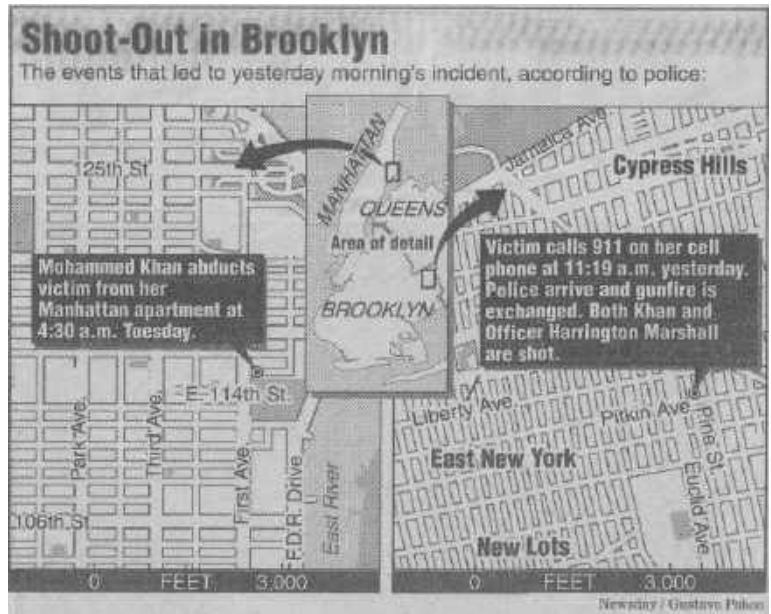 Shoot-Out in Brooklyn
The events that led to yesterday morning's incident, according to police:
125th St.
Mohammed Khan abducts
victim from her
Manhattan apartment at
4:30 a.m. Tuesday.
E-114th St.
Park Ave.
Third Ave.
First Ave.
F.D.R. Drive
East River
106th St.
0 FEET 3,000
MANHATTAN
QUEENS
Area of detail
BROOKLYN
Jamaica Ave.
Cypress Hills
Victim calls 911 on her cell
phone at 11:19 a.m. yesterday.
Police arrive and gunfire is
exchanged. Both Khan and
Officer Harrington Marshall
are shot.
Liberty Ave.
Pitkin Ave.
Pine St.
East New York
Euclid Ave.
New Lots
0 FEET 3,000
Newsday / Gustavo